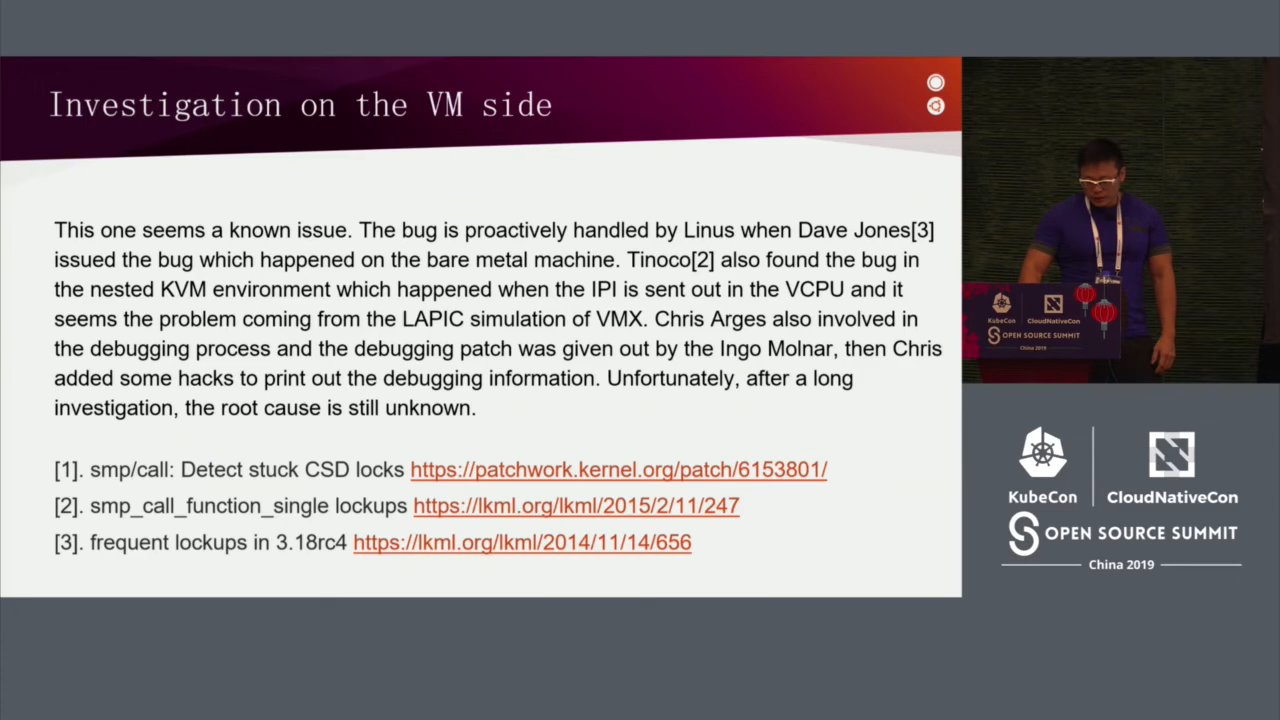 Investigation on the VM side
This one seems a known issue. The bug is proactively handled by Linus when Dave Jones[3]
issued the bug which happened on the bare metal machine. Tinoco[2] also found the bug in
the nested KVM environment which happened when the IPI is sent out in the VCPU and it
seems the problem coming from the LAPIC simulation of VMX. Chris Arges also involved in
the debugging process and the debugging patch was given out by the Ingo Molnar, then Chris
added some hacks to print out the debugging information. Unfortunately, after a long
investigation, the root cause is still unknown.
[1]. smp/call: Detect stuck CSD locks https://patchwork.kernel.org/patch/6153801/
[2]. smp_call_function_single lockups https://lkml.org/lkml/2015/2/11/247
[3]. frequent lockups in 3.18rc4 https://lkml.org/lkml/2014/11/14/656
KubeCon CloudNativeCon
OPEN SOURCE SUMMIT
China 2019
KubeCon CloudNativeCon
OPEN SOURCE SUMMIT
China 2019